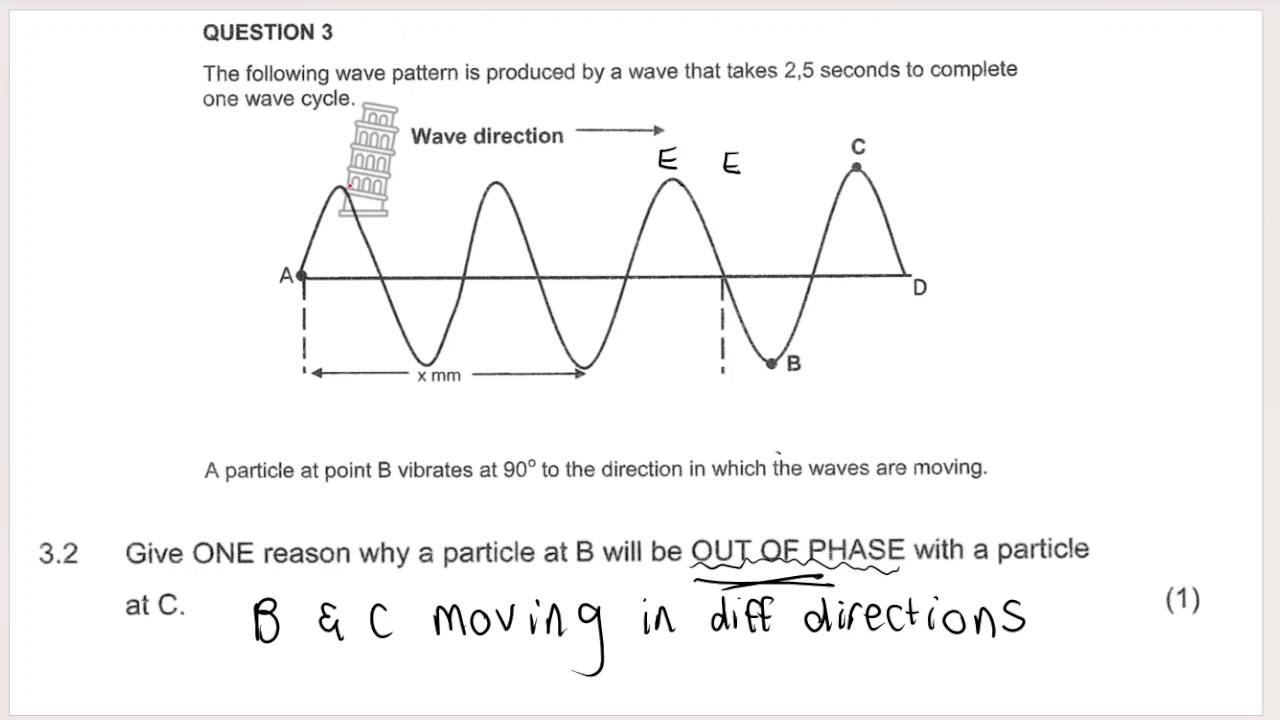 QUESTION 3
The following wave pattern is produced by a wave that takes 2,5 seconds to complete
one wave cycle.
Wave direction
E E
C
A
D
B
x mm
A particle at point B vibrates at 90° to the direction in which the waves are moving.
3.2 Give ONE reason why a particle at B will be OUT OF PHASE with a particle
at C. (1)
B & C moving in diff directions